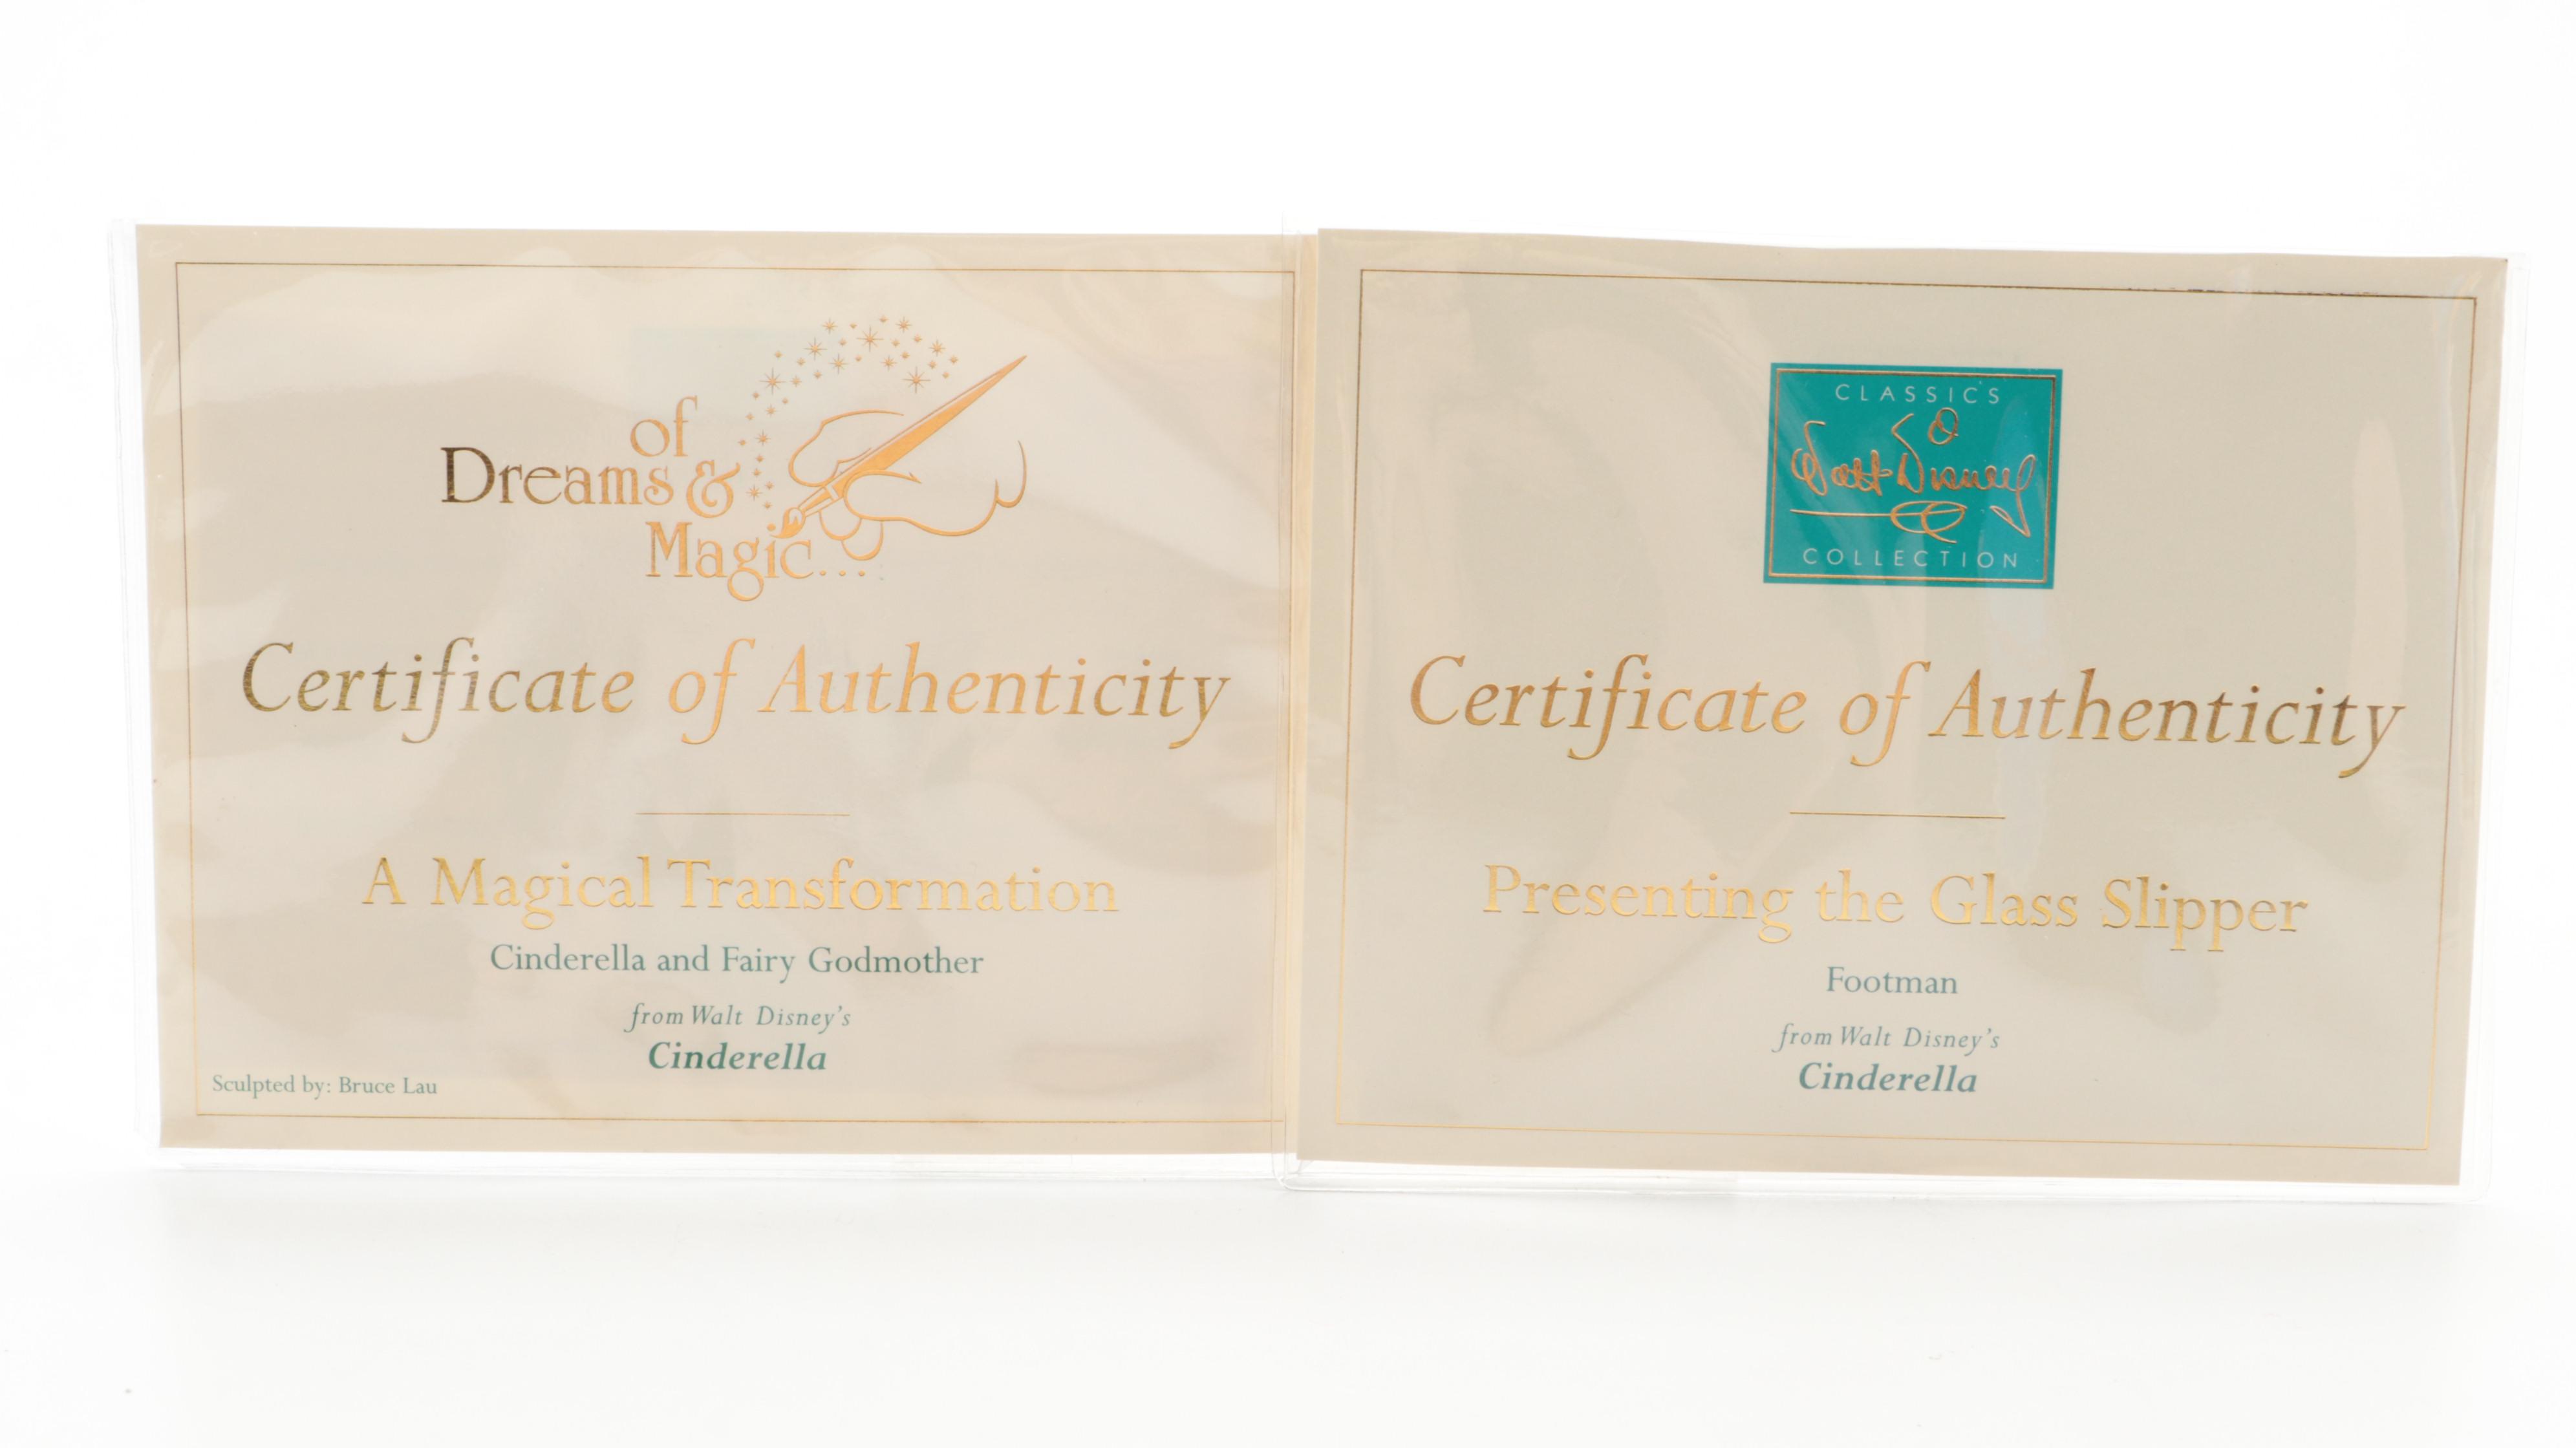 of
Dreams &
Magic...
Certificate of Authenticity
A Magical Transformation
Cinderella and Fairy Godmother
from Walt Disney's
Cinderella
Sculpted by: Bruce Lau
CLASSICS
Walt Disney
COLLECTION
Certificate of Authenticity
Presenting the Glass Slipper
Footman
from Walt Disney's
Cinderella